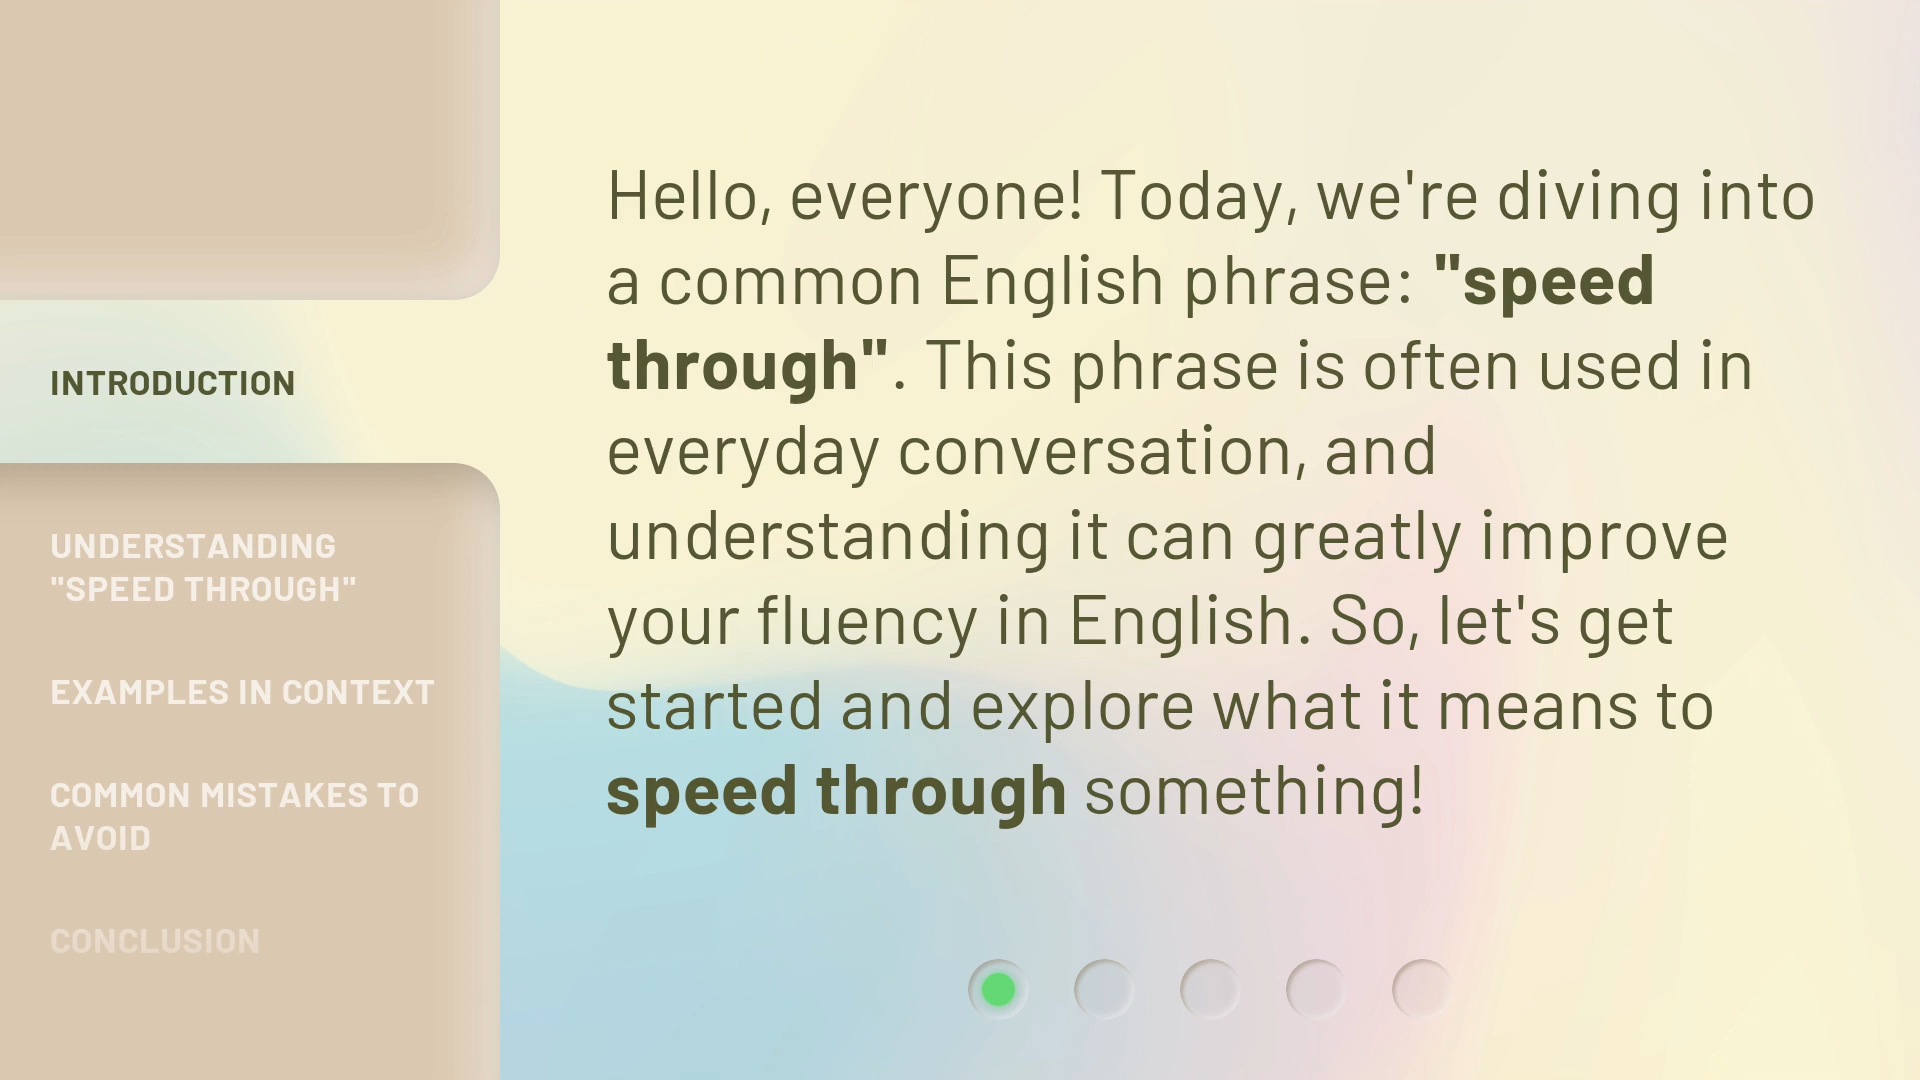 INTRODUCTION
UNDERSTANDING
"SPEED THROUGH"
EXAMPLES IN CONTEXT
COMMON MISTAKES TO
AVOID
CONCLUSION
Hello, everyone! Today, we're diving into
a common English phrase: "speed
through". This phrase is often used in
everyday conversation, and
understanding it can greatly improve
your fluency in English. So, let's get
started and explore what it means to
speed through something!